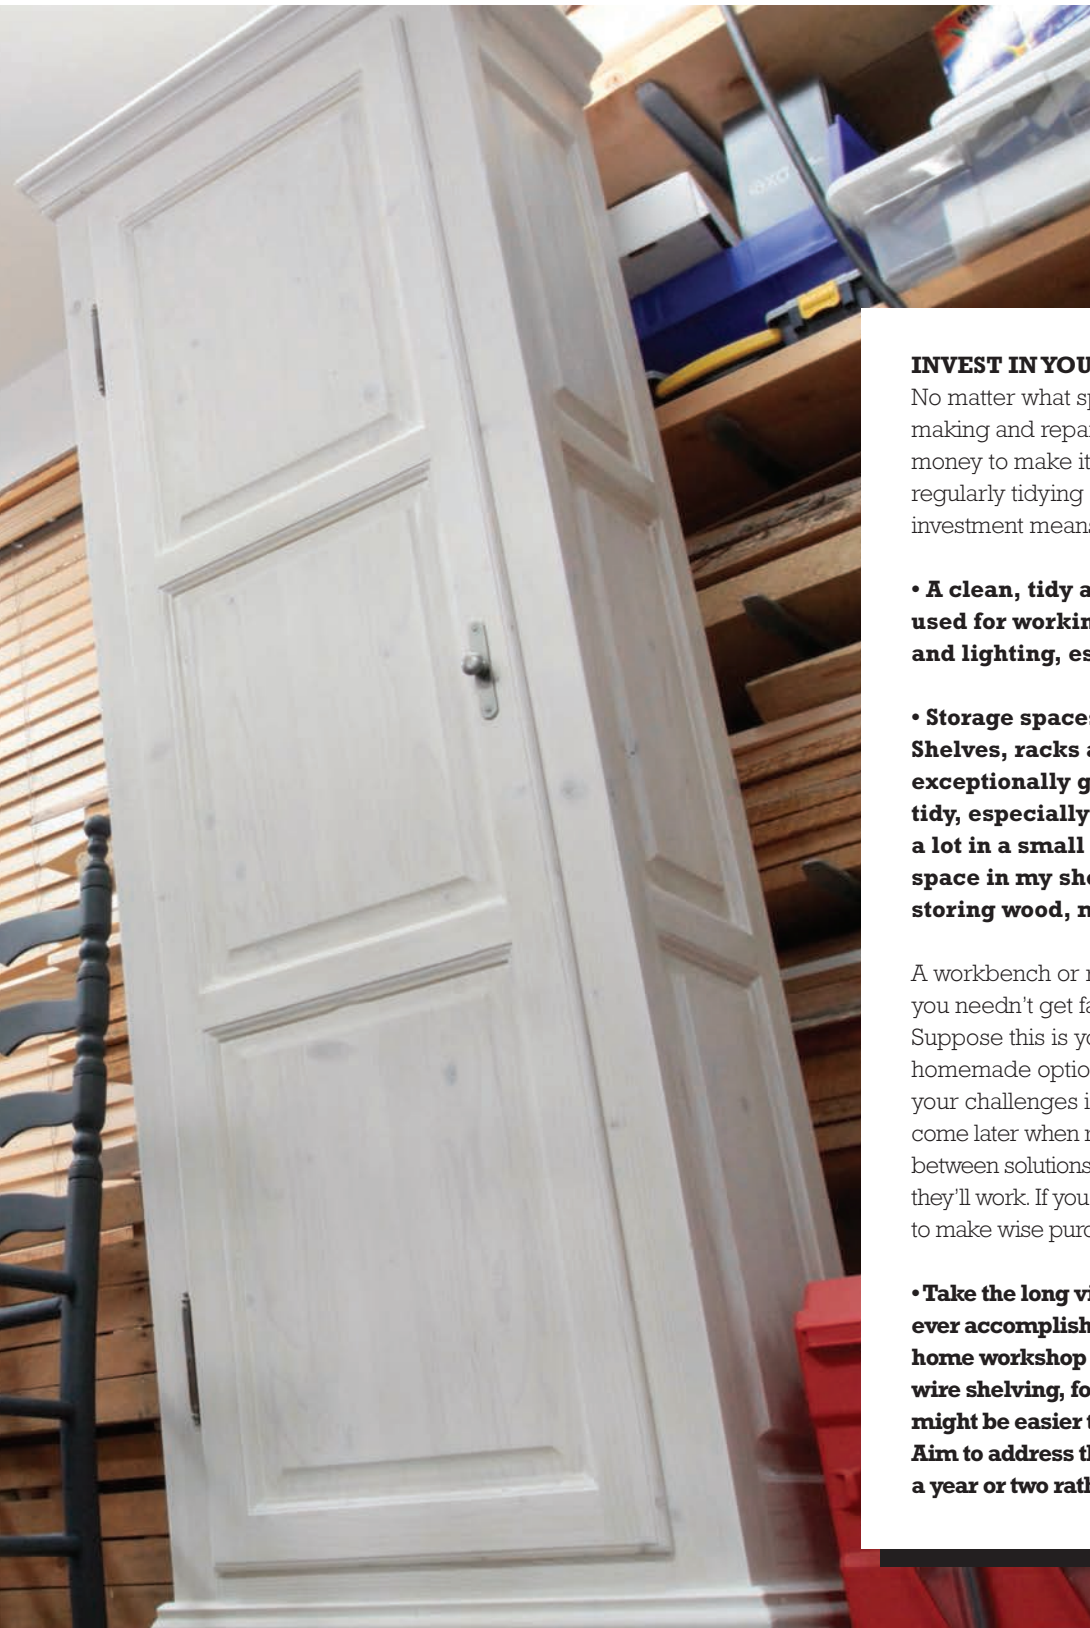 INVEST IN YOU
No matter what sp
making and repai
money to make it
regularly tidying
investment means
• A clean, tidy a
used for workin
and lighting, es
• Storage spaces
Shelves, racks a
exceptionally g
tidy, especially
a lot in a small
space in my she
storing wood, n
A workbench or
you needn't get fa
Suppose this is yo
homemade optio
your challenges i
come later when
between solutions
they'll work. If you
to make wise purc
• Take the long vi
ever accomplish
home workshop
wire shelving, fo
might be easier t
Aim to address th
a year or two rath